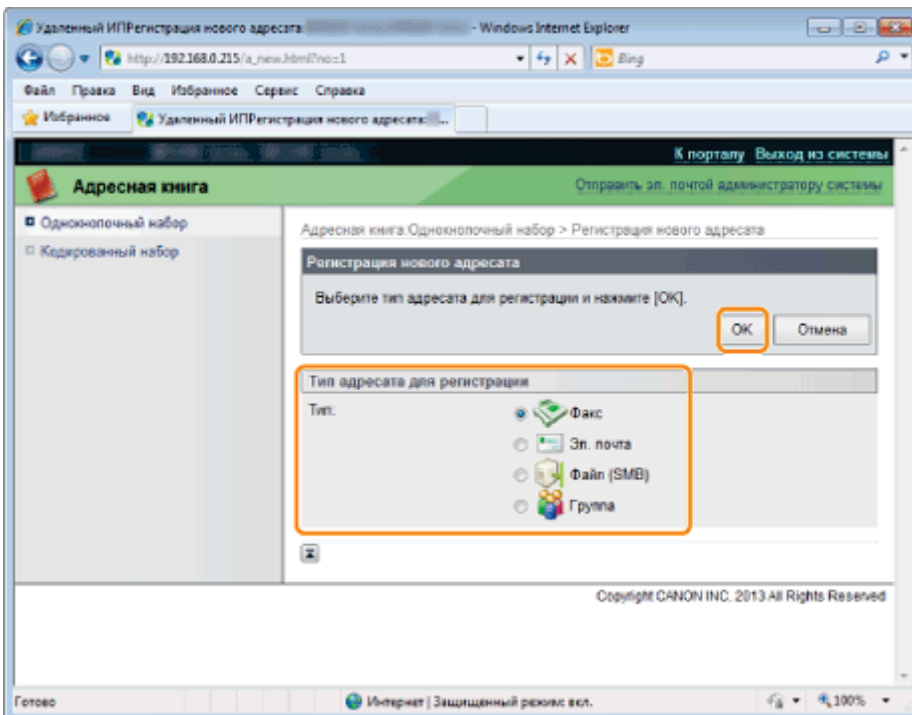 Удаленный ИПРегистрация нового адресата: - Windows Internet Explorer
http://192.168.0.215/a_new.html?no=1 Bing
Файл Правка Вид Избранное Сервис Справка
Избранное Удаленный ИПРегистрация нового адресата: ...
К порталу Выход из системы
Адресная книга Отправить эл. почтой администратору системы
Однокнопочный набор
Кодированный набор
Адресная книга:Однокнопочный набор > Регистрация нового адресата
Регистрация нового адресата
Выберите тип адресата для регистрации и нажмите [OK].
OK Отмена
Тип адресата для регистрации
Тип: Факс
Эл. почта
Файл (SMB)
Группа
Copyright CANON INC. 2013 All Rights Reserved
Готово Интернет | Защищенный режим: вкл. 100%